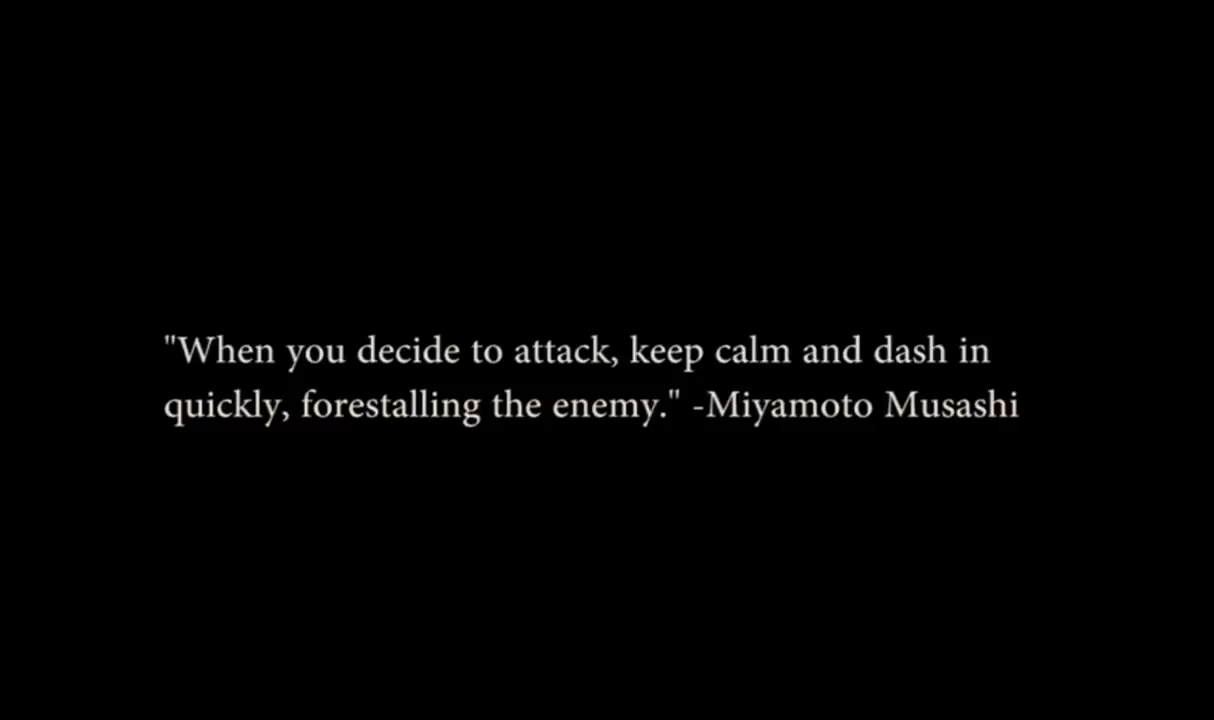 "When you decide to attack, keep calm and dash in
quickly, forestalling the enemy." -Miyamoto Musashi